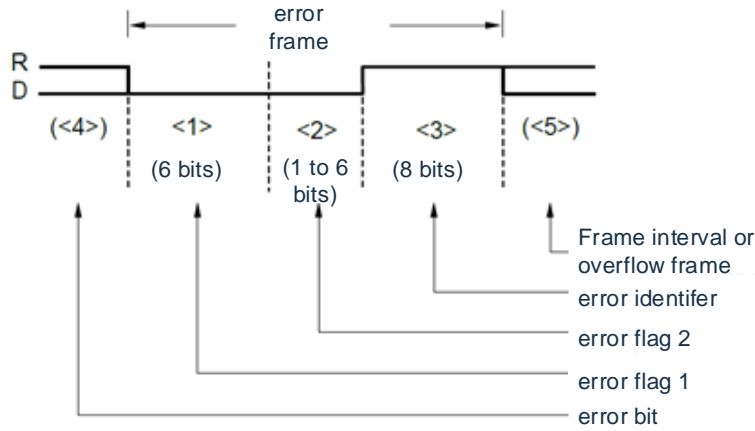 error
frame
R
D
(<4>) <1> <2> <3> (<5>)
(6 bits) (1 to 6 (8 bits)
bits)
Frame interval or
overflow frame
error identifer
error flag 2
error flag 1
error bit